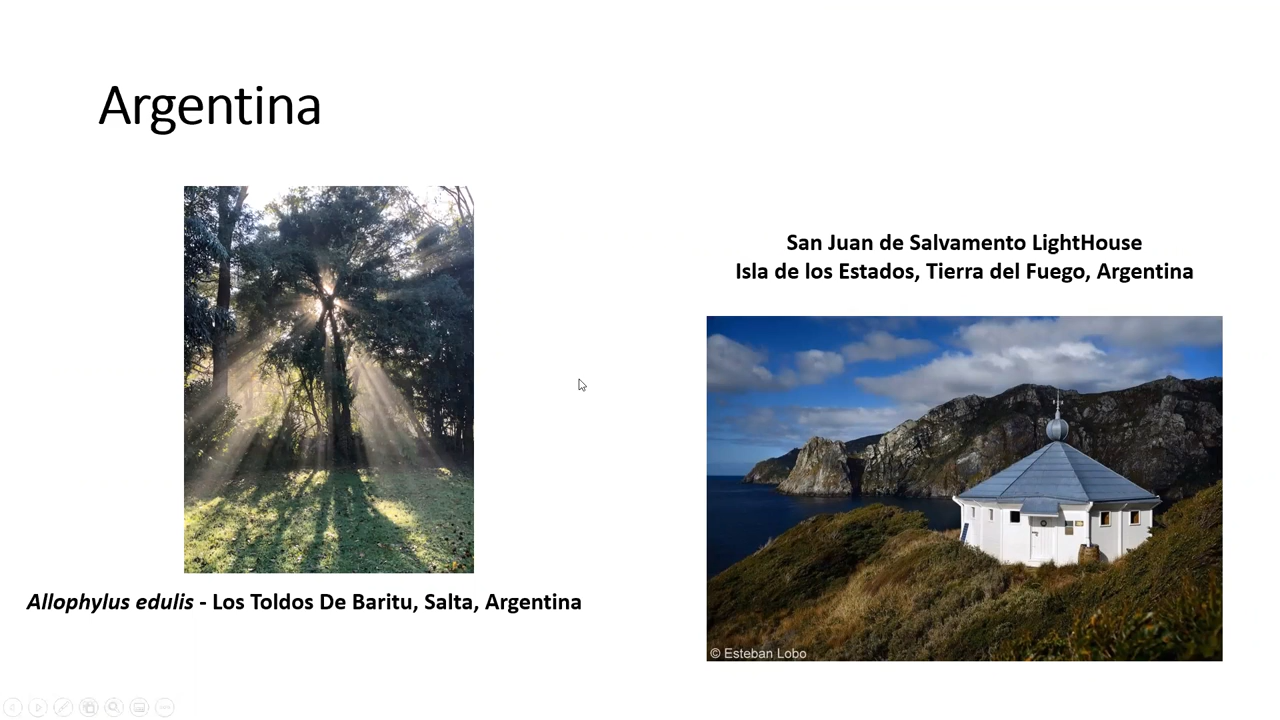 Argentina
San Juan de Salvamento LightHouse
Isla de los Estados, Tierra del Fuego, Argentina
Allophylus edulis - Los Toldos De Baritu, Salta, Argentina
© Esteban Lobo